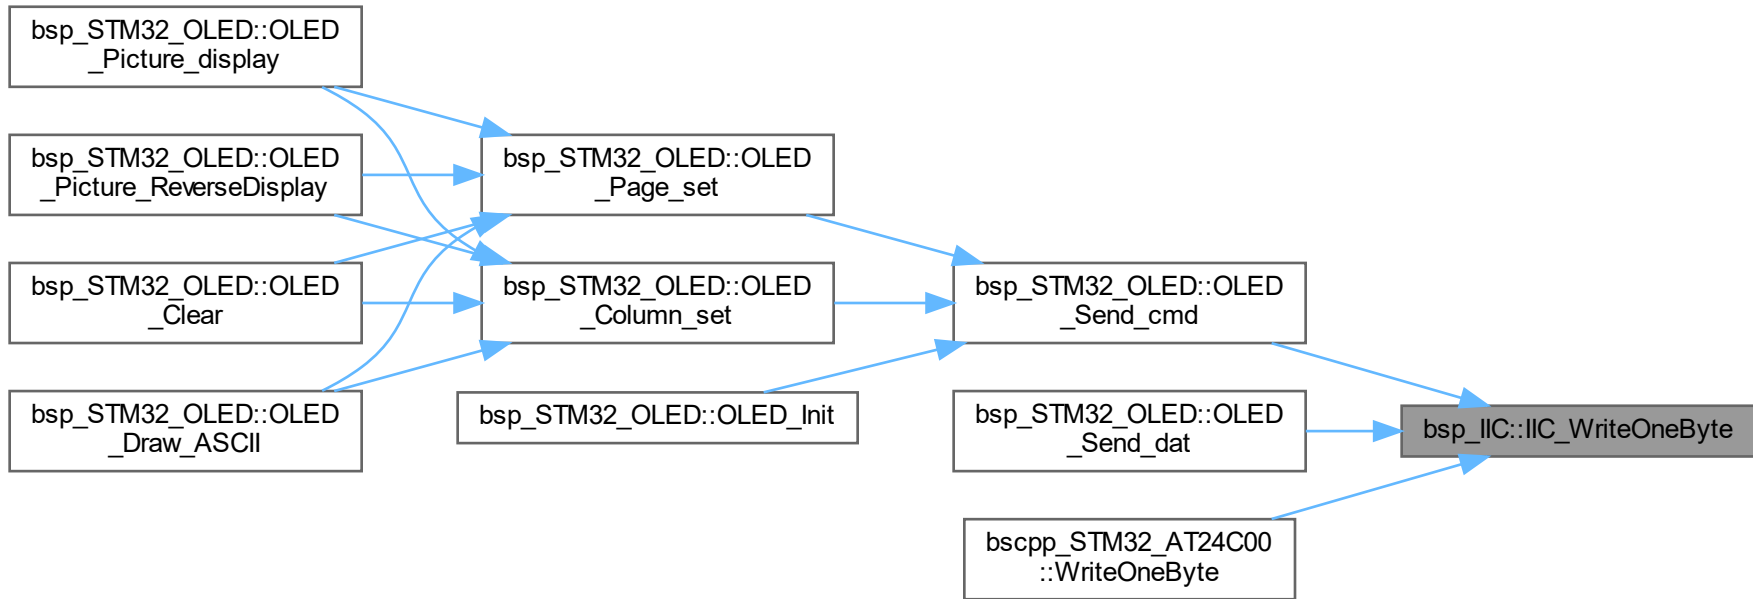 bsp_STM32_OLED::OLED
_Picture_display
bsp_STM32_OLED::OLED
_Picture_ReverseDisplay
bsp_STM32_OLED::OLED
_Clear
bsp_STM32_OLED::OLED
_Draw_ASCII
bsp_STM32_OLED::OLED
_Page_set
bsp_STM32_OLED::OLED
_Column_set
bsp_STM32_OLED::OLED_Init
bsp_STM32_OLED::OLED
_Send_cmd
bsp_STM32_OLED::OLED
_Send_dat
bscpp_STM32_AT24C00
::WriteOneByte
bsp_IIC::IIC_WriteOneByte